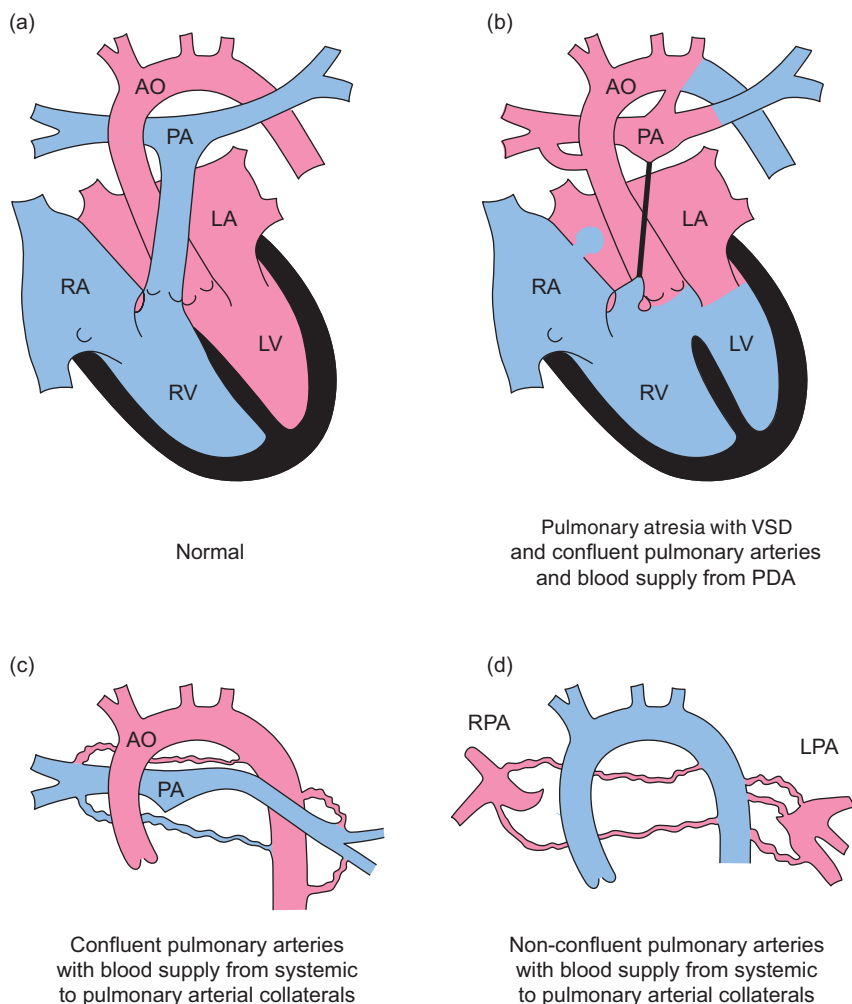 (a)
AO
PA
LA
RA
LV
RV
Normal
(b)
AO
PA
LA
RA
LV
RV
Pulmonary atresia with VSD
and confluent pulmonary arteries
and blood supply from PDA
(c)
AO
PA
Confluent pulmonary arteries
with blood supply from systemic
to pulmonary arterial collaterals
(d)
RPA
LPA
Non-confluent pulmonary arteries
with blood supply from systemic
to pulmonary arterial collaterals